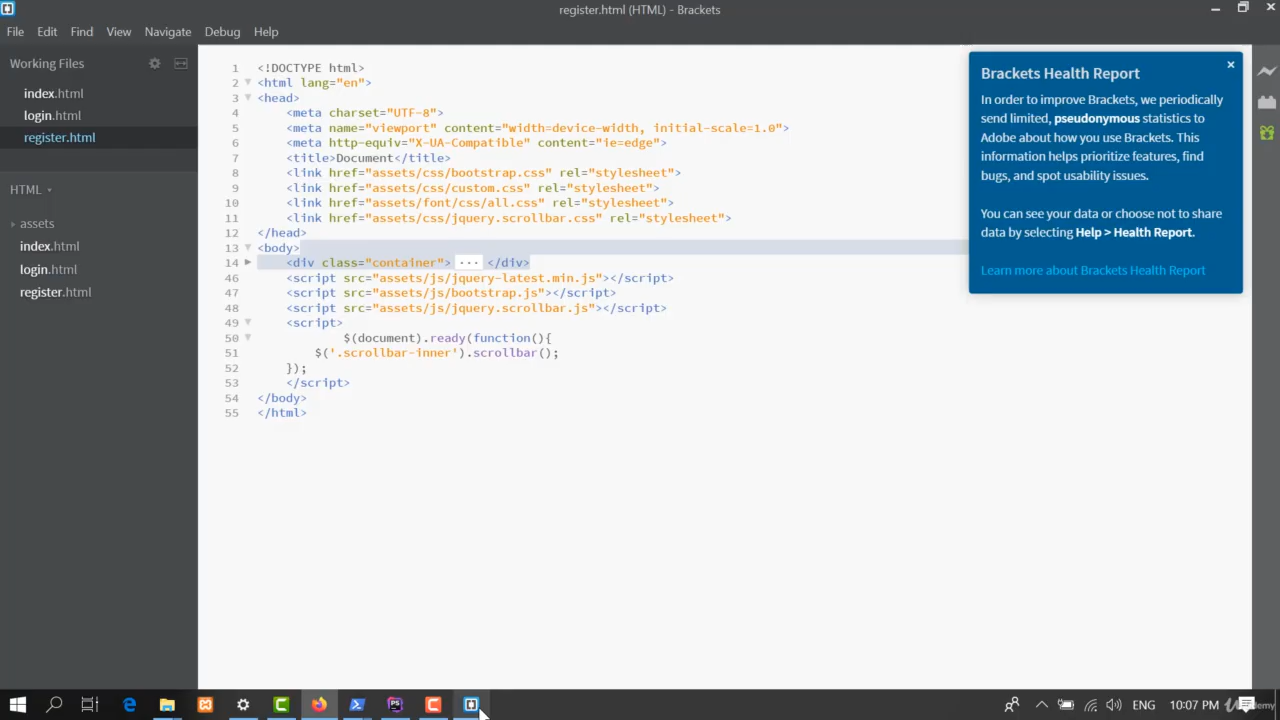 register.html (HTML) - Brackets
File Edit Find View Navigate Debug Help
Working Files
index.html
login.html
register.html
HTML
assets
index.html
login.html
register.html
1 <!DOCTYPE html>
2 <html lang="en">
3 <head>
4 <meta charset="UTF-8">
5 <meta name="viewport" content="width=device-width, initial-scale=1.0">
6 <meta http-equiv="X-UA-Compatible" content="ie=edge">
7 <title>Document</title>
8 <link href="assets/css/bootstrap.css" rel="stylesheet">
9 <link href="assets/css/custom.css" rel="stylesheet">
10 <link href="assets/font/css/all.css" rel="stylesheet">
11 <link href="assets/css/jquery.scrollbar.css" rel="stylesheet">
12 </head>
13 <body>
14 <div class="container"> ... </div>
46 <script src="assets/js/jquery-latest.min.js"></script>
47 <script src="assets/js/bootstrap.js"></script>
48 <script src="assets/js/jquery.scrollbar.js"></script>
49 <script>
50 $(document).ready(function(){
51 $('.scrollbar-inner').scrollbar();
52 });
53 </script>
54 </body>
55 </html>
Brackets Health Report
In order to improve Brackets, we periodically
send limited, pseudonymous statistics to
Adobe about how you use Brackets. This
information helps prioritize features, find
bugs, and spot usability issues.
You can see your data or choose not to share
data by selecting Help > Health Report.
Learn more about Brackets Health Report
PS
ENG 10:07 PM